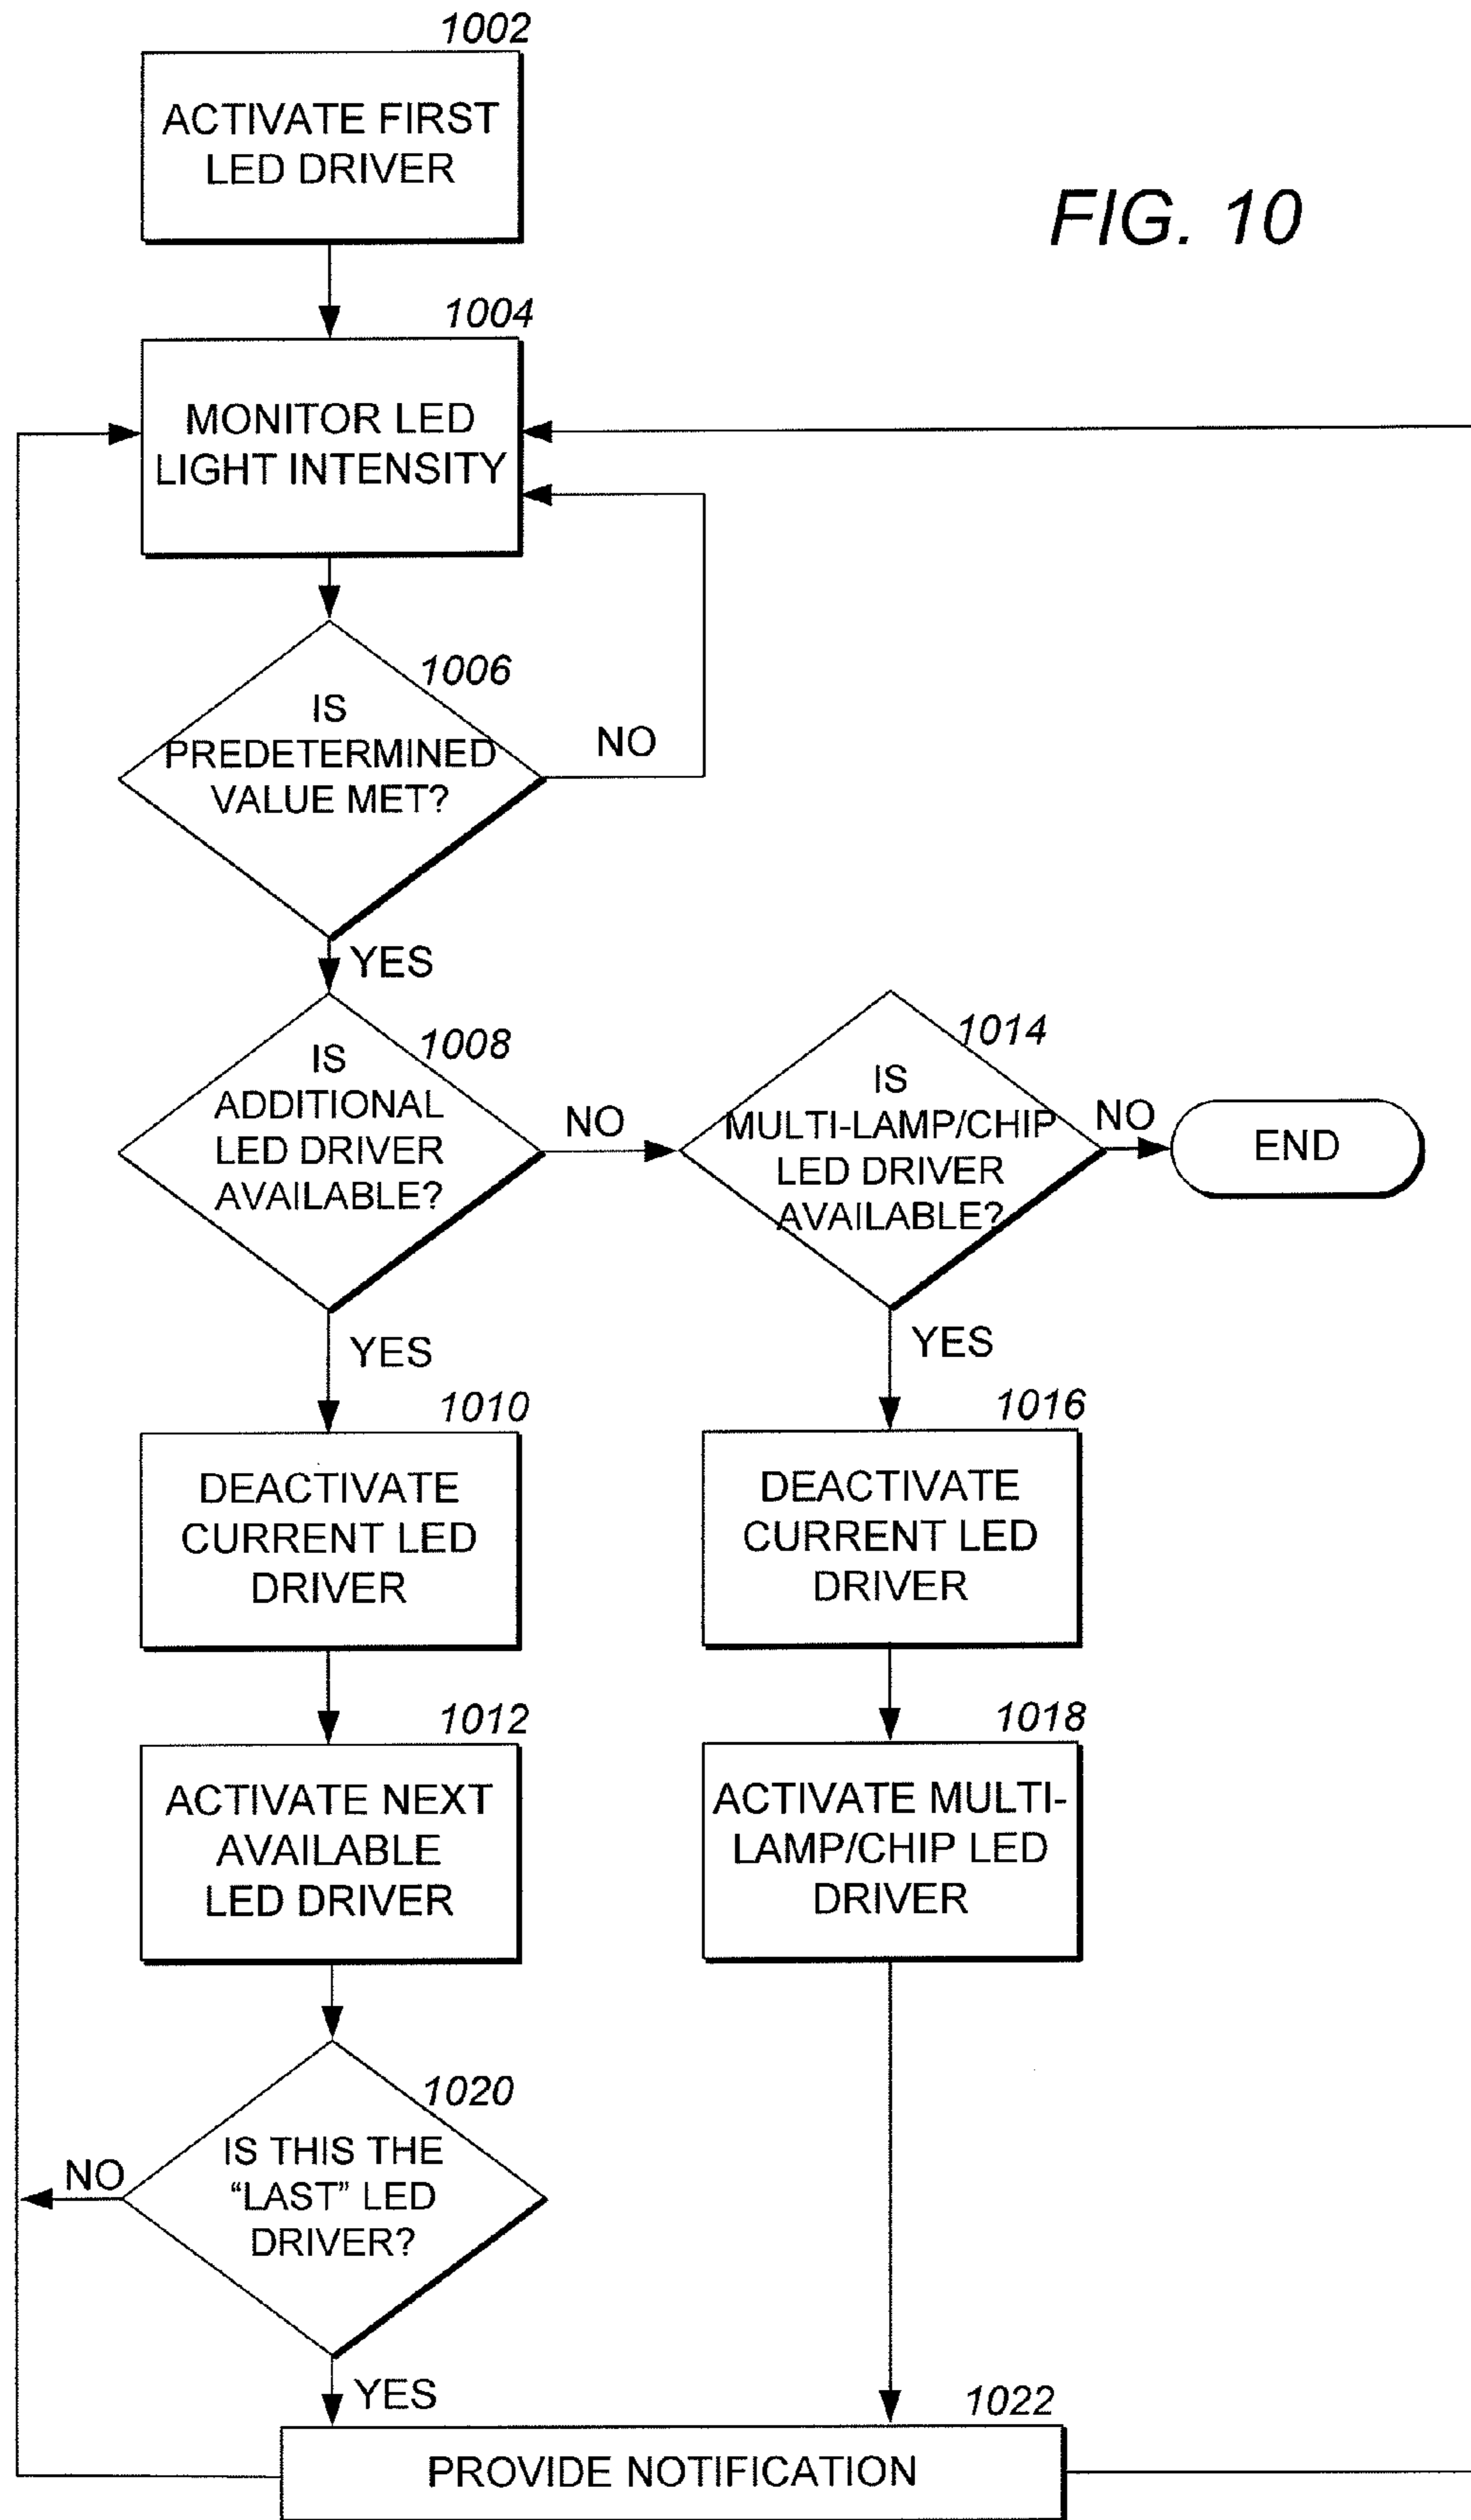 1002
ACTIVATE FIRST
LED DRIVER
FIG. 10
1004
MONITOR LED
LIGHT INTENSITY
1006
IS
PREDETERMINED
VALUE MET?
NO
YES
1008
IS
ADDITIONAL
LED DRIVER
AVAILABLE?
NO
1014
IS
MULTI-LAMP/CHIP
LED DRIVER
AVAILABLE?
NO
END
YES
YES
1010
DEACTIVATE
CURRENT LED
DRIVER
1016
DEACTIVATE
CURRENT LED
DRIVER
1012
ACTIVATE NEXT
AVAILABLE
LED DRIVER
1018
ACTIVATE MULTI-
LAMP/CHIP LED
DRIVER
1020
IS THIS THE
“LAST” LED
DRIVER?
NO
YES
1022
PROVIDE NOTIFICATION